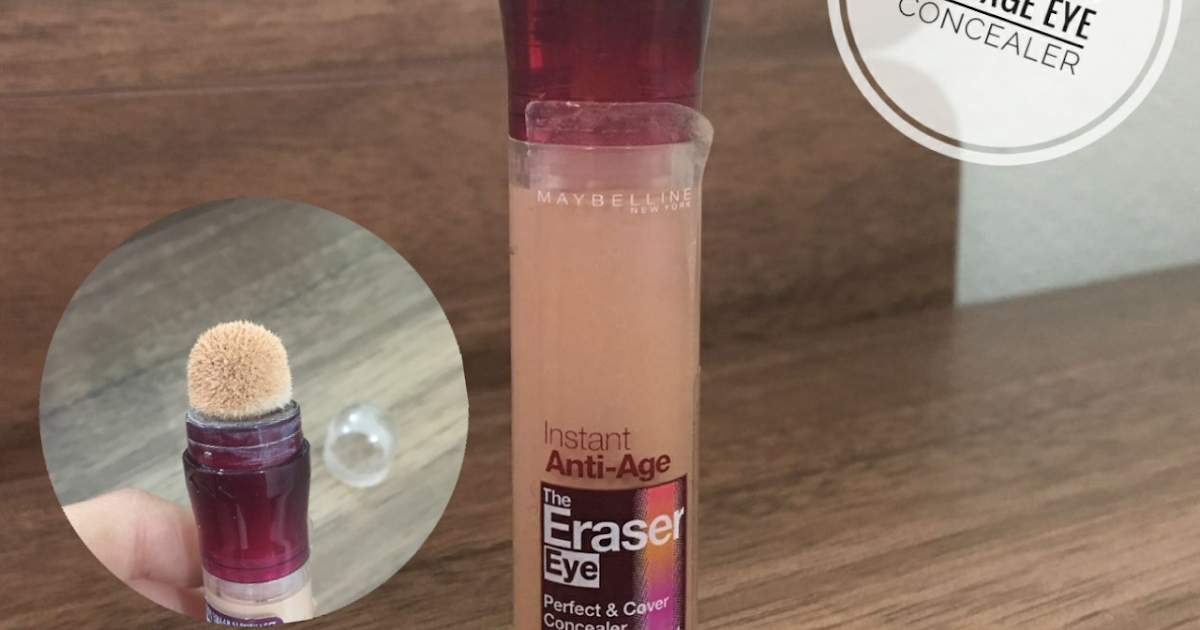 AGE EYE
CONCEALER
MAYBELLINE
NEW YORK
Instant
Anti-Age
The
Eraser
Eye
Perfect & Cover
Concealer